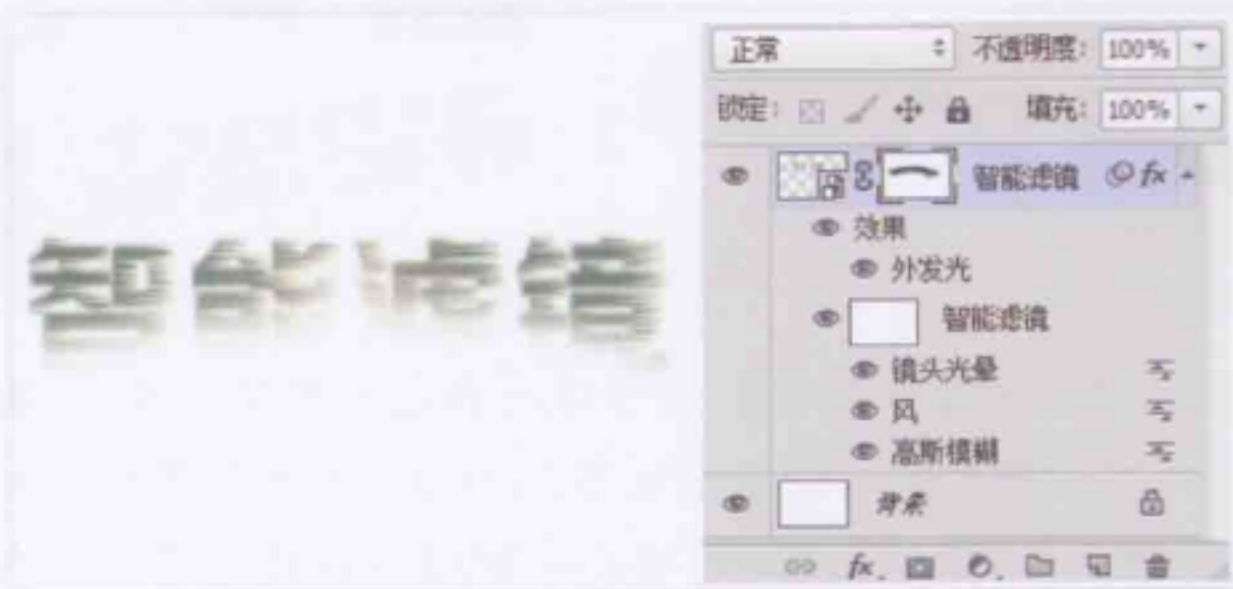 智能滤镜
正常 不透明度: 100%
锁定: 填充: 100%
智能滤镜 fx
效果
外发光
智能滤镜
镜头光晕
风
高斯模糊
背景
fx.